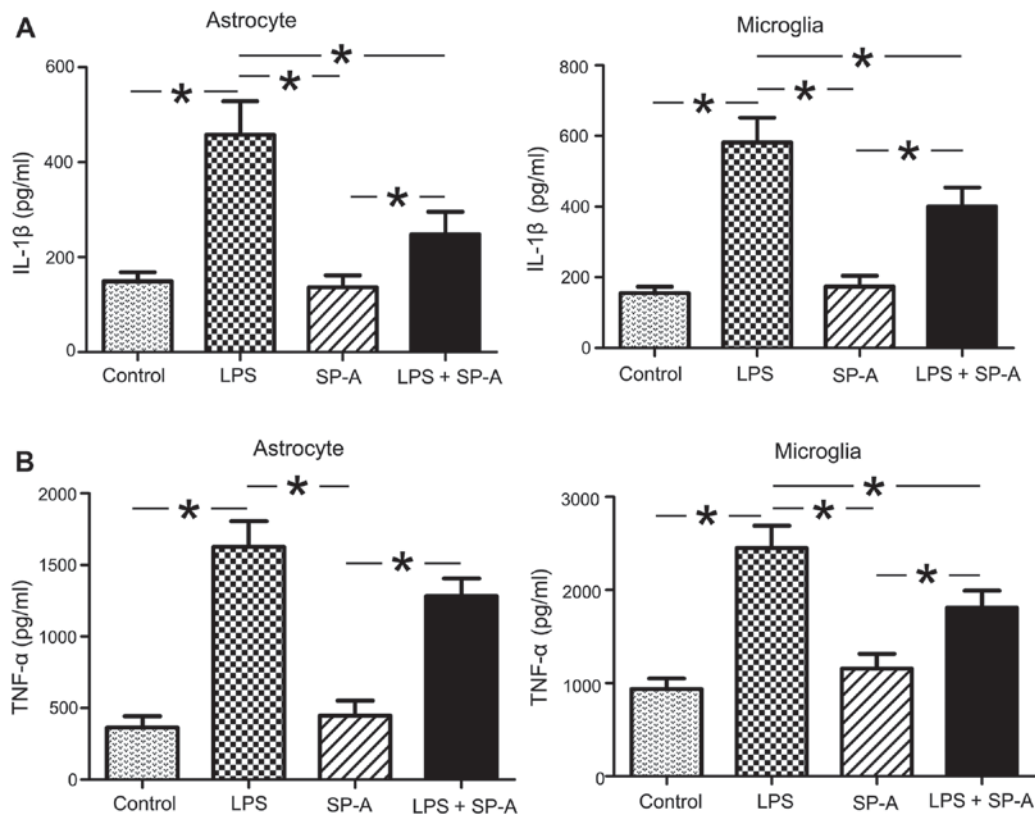 A
Astrocyte
Microglia
600
400
200
0
IL-1β (pg/ml)
* * * *
Control LPS SP-A LPS + SP-A
800
600
400
200
0
IL-1β (pg/ml)
* * * *
Control LPS SP-A LPS + SP-A
B
Astrocyte
Microglia
2000
1500
1000
500
0
TNF-α (pg/ml)
* * *
Control LPS SP-A LPS + SP-A
3000
2000
1000
0
TNF-α (pg/ml)
* * * *
Control LPS SP-A LPS + SP-A